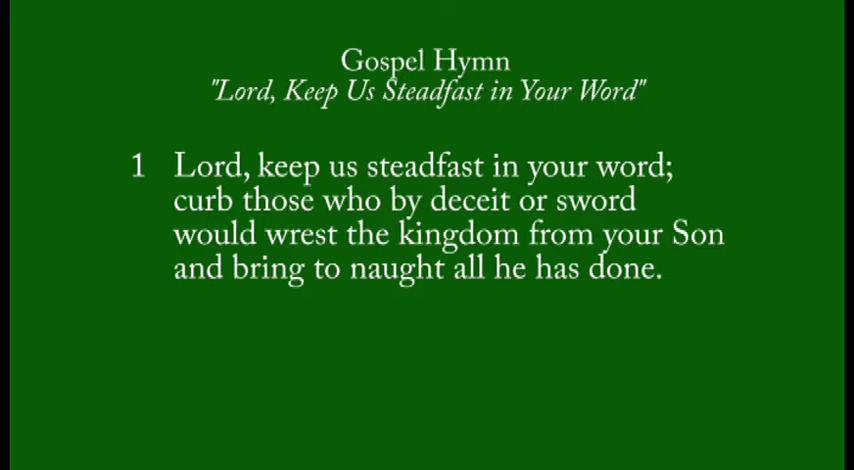 Gospel Hymn
"Lord, Keep Us Steadfast in Your Word"
1 Lord, keep us steadfast in your word;
curb those who by deceit or sword
would wrest the kingdom from your Son
and bring to naught all he has done.